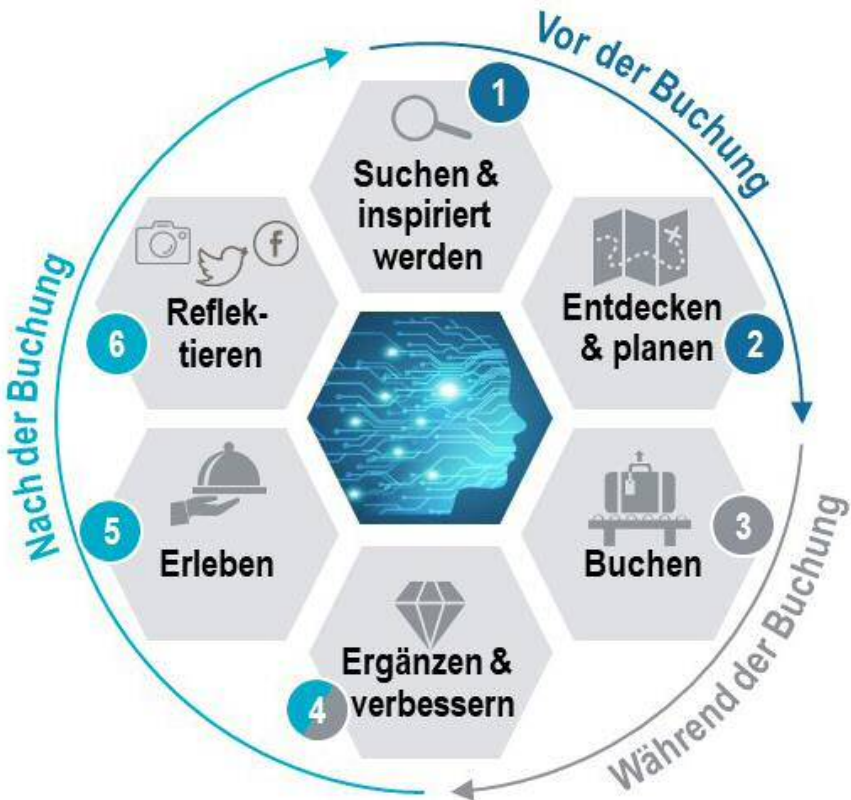 Vor der Buchung
1
Suchen &
inspiriert
werden
Entdecken
& planen
2
3
Buchen
Während der Buchung
Ergänzen &
verbessern
4
5
Erleben
Reflek-
tieren
6
f
Nach der Buchung